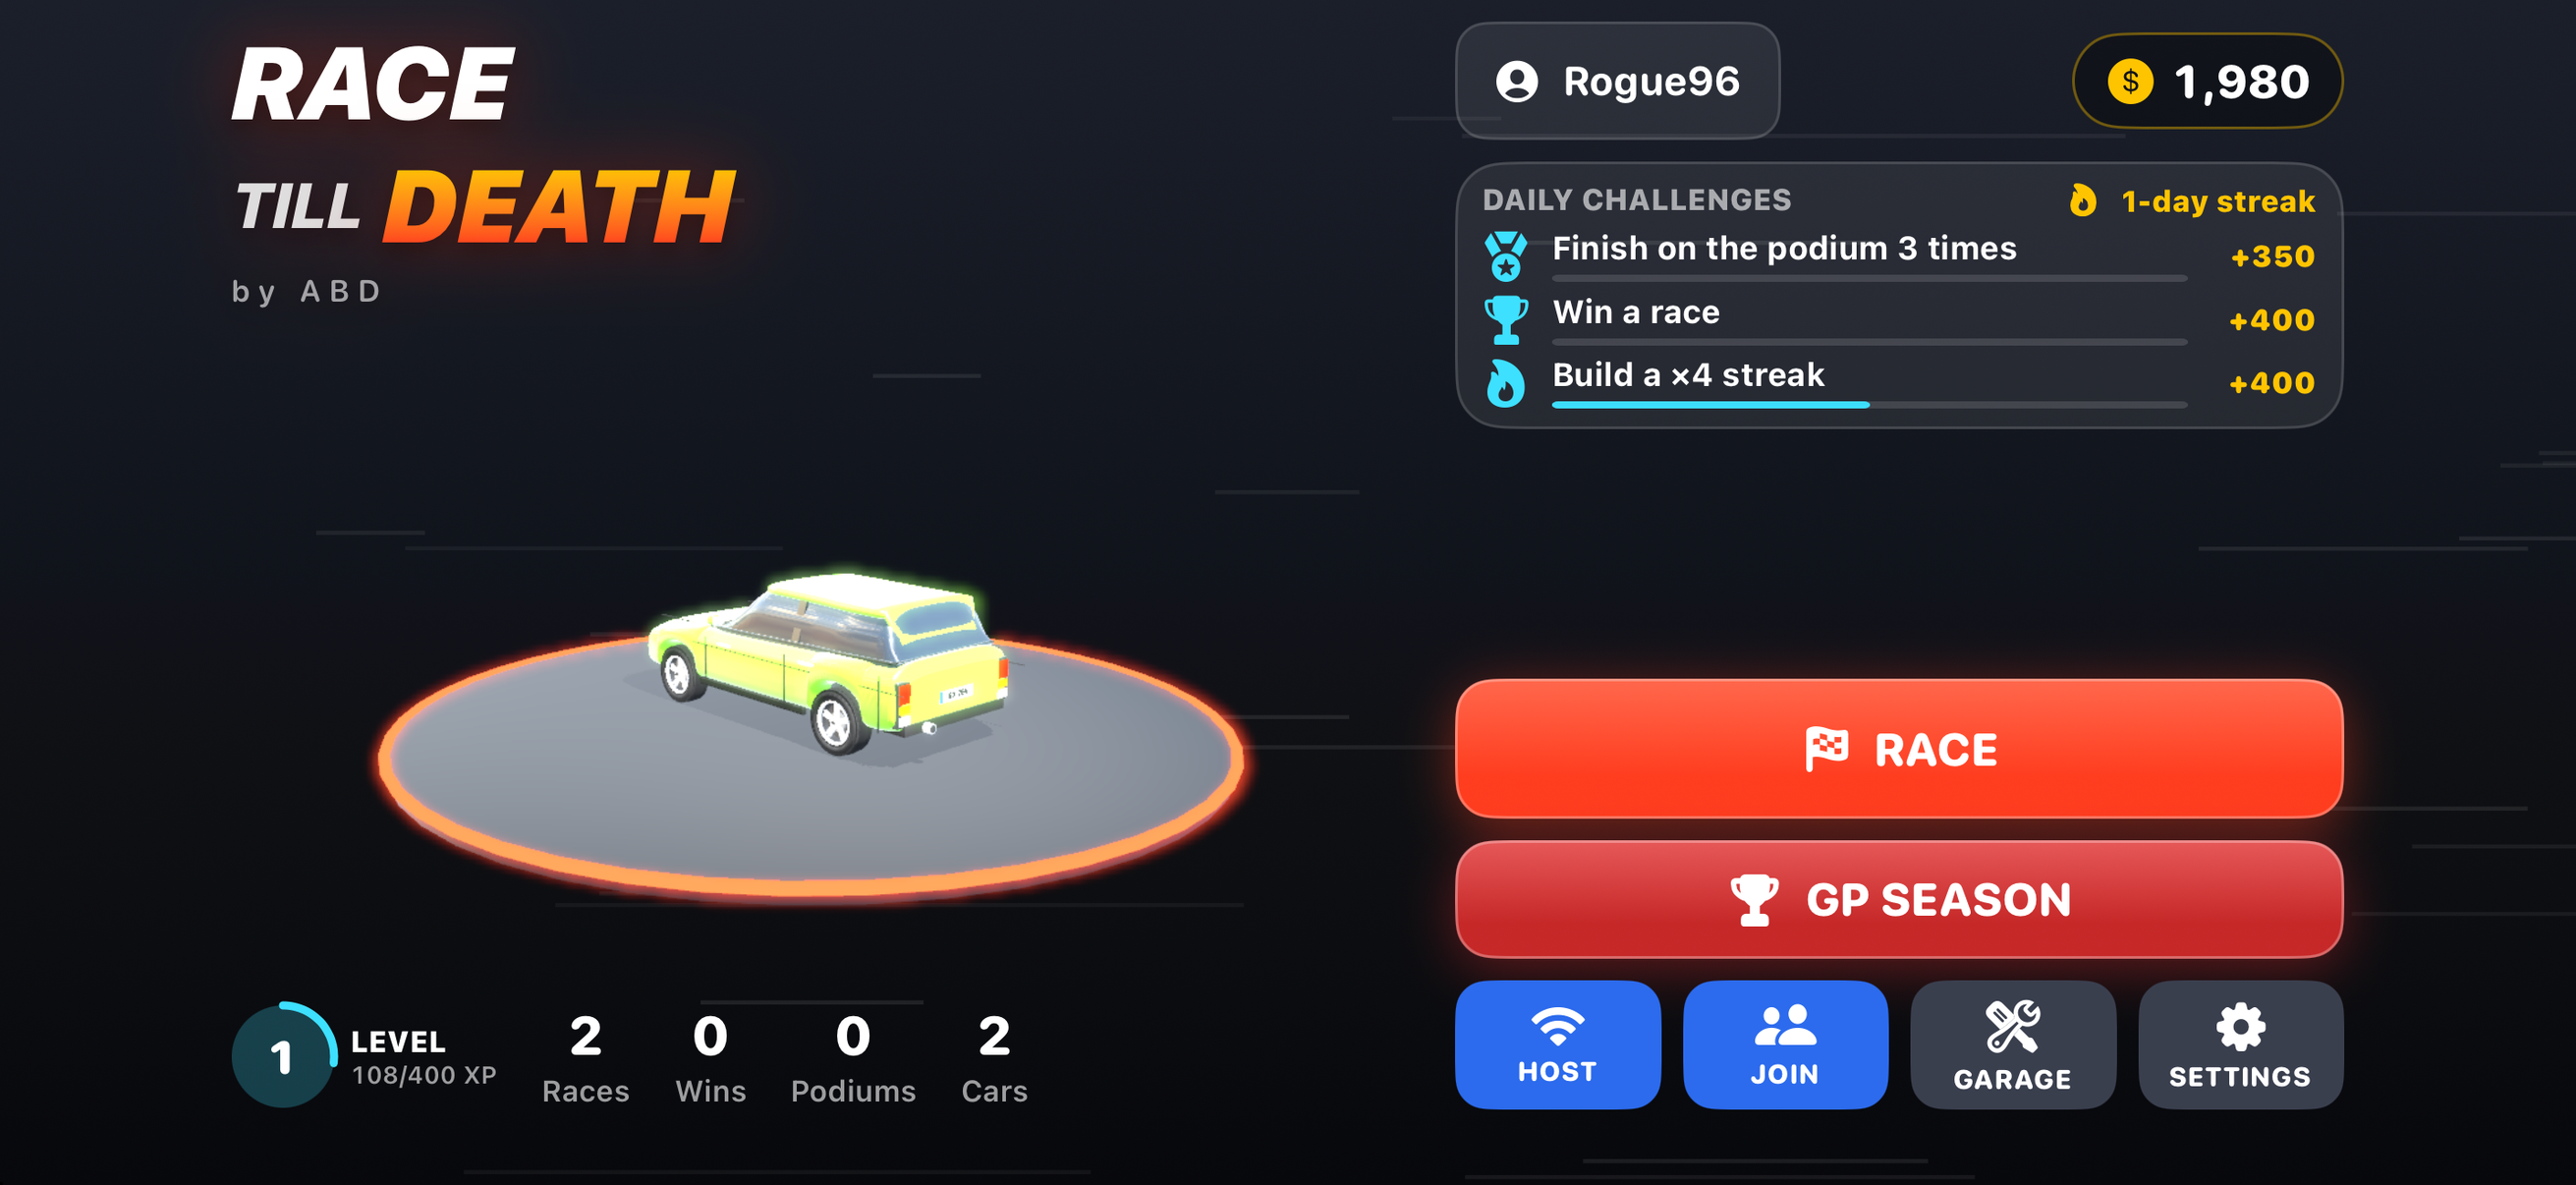 RACE
TILL DEATH
by ABD
Rogue96
$ 1,980
DAILY CHALLENGES
1-day streak
Finish on the podium 3 times
+350
Win a race
+400
Build a ×4 streak
+400
RACE
GP SEASON
HOST
JOIN
GARAGE
SETTINGS
1
LEVEL
108/400 XP
2
Races
0
Wins
0
Podiums
2
Cars